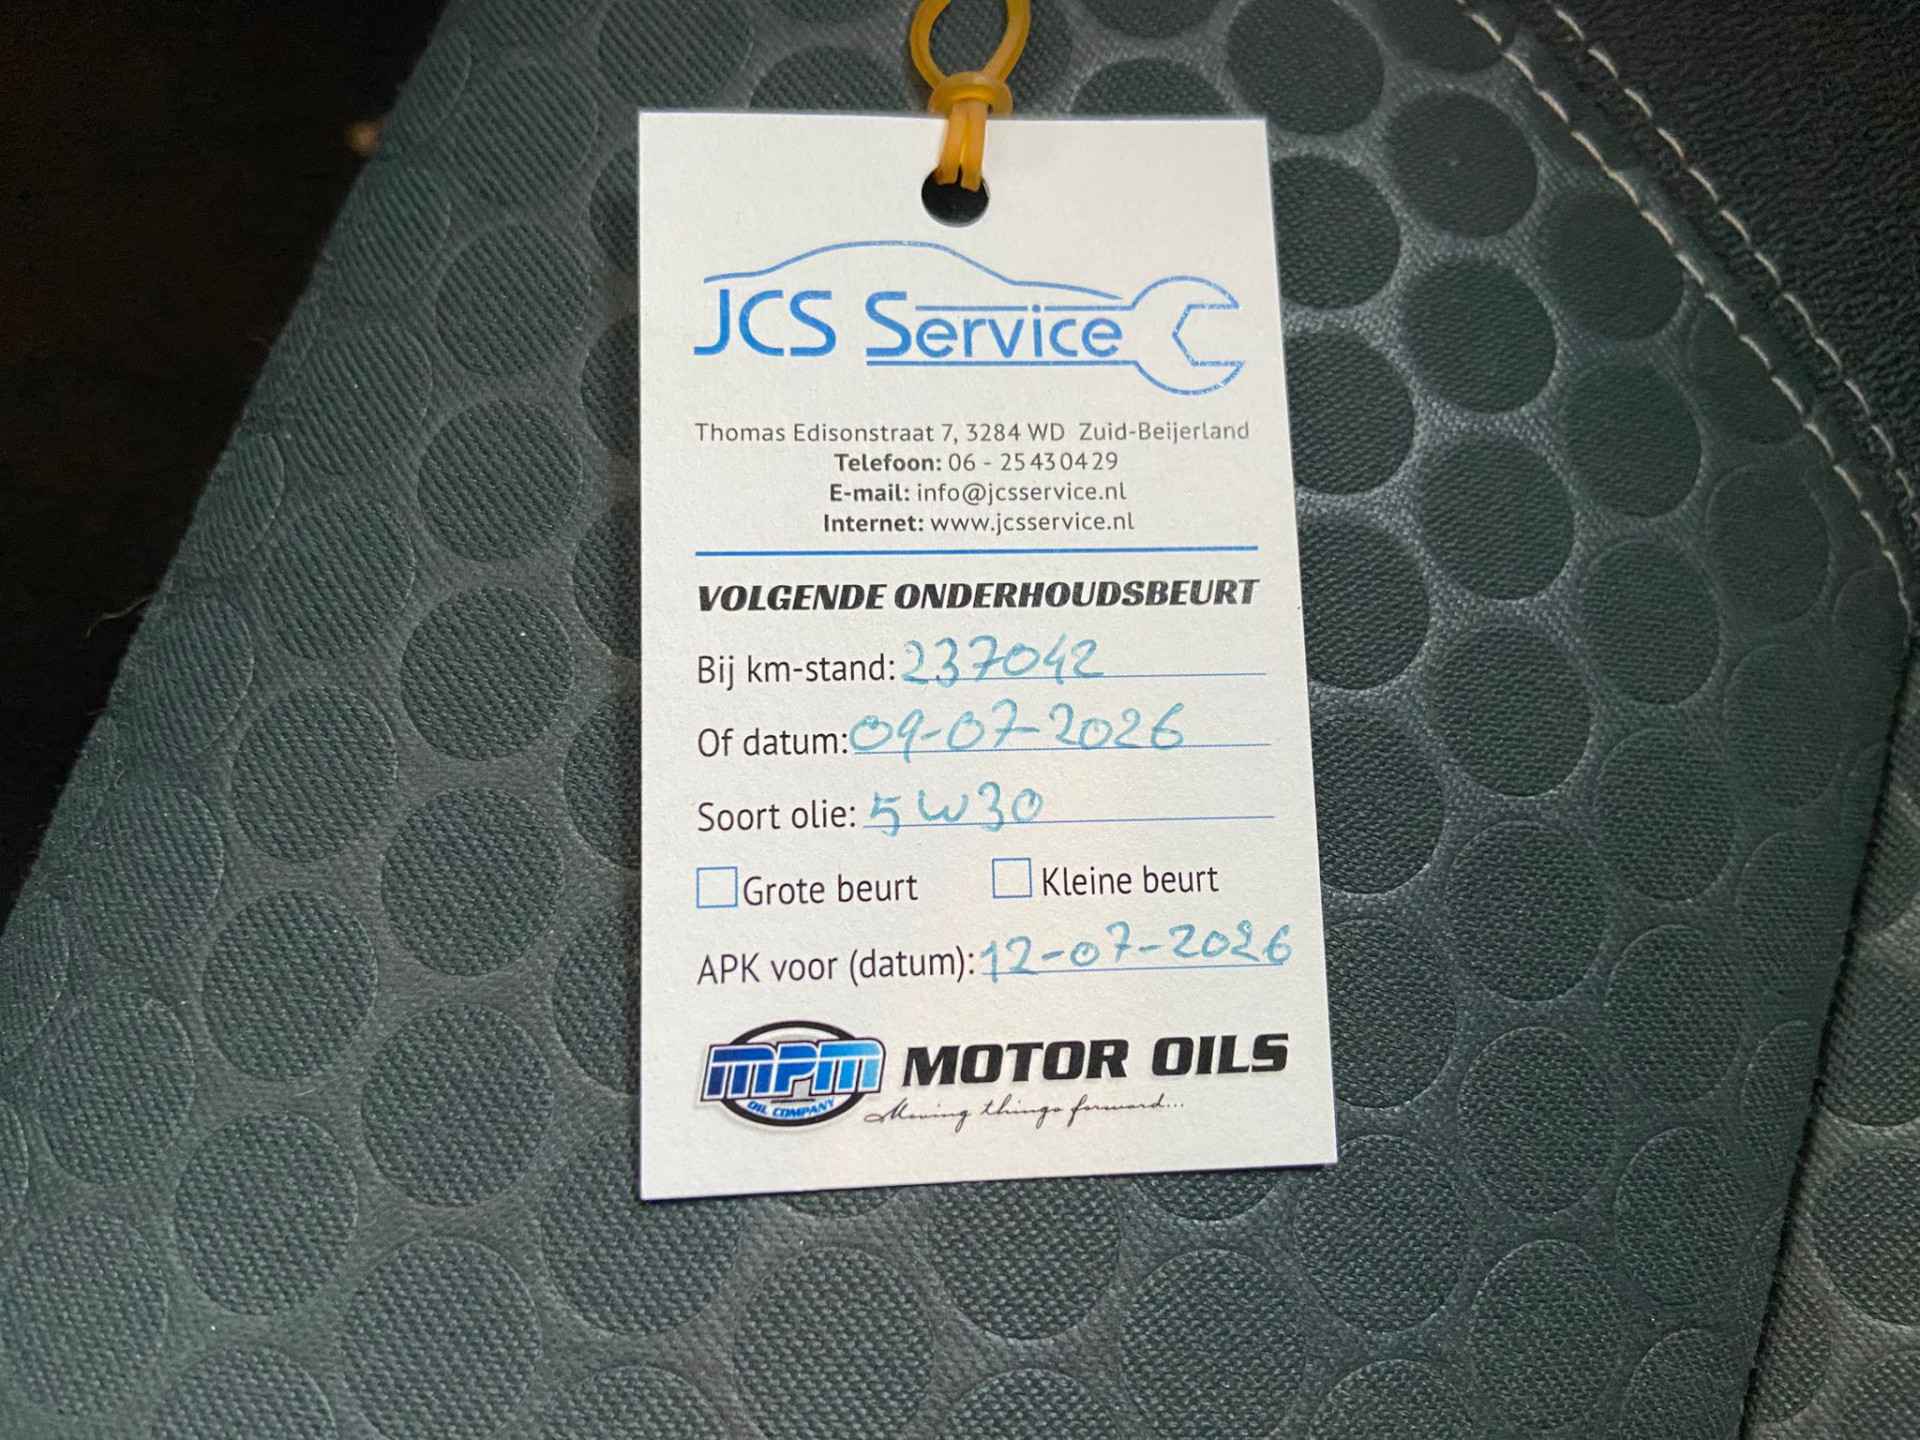 JCS Service
Thomas Edisonstraat 7, 3284 WD Zuid-Beijerland
Telefoon: 06 - 25430429
E-mail: info@jcsservice.nl
Internet: www.jcsservice.nl
VOLGENDE ONDERHOUDSBEURT
Bij km-stand: 237042
Of datum: 09-07-2026
Soort olie: 5W30
Grote beurt Kleine beurt
APK voor (datum): 12-07-2026
MPM MOTOR OILS
OIL COMPANY Moving things forward...